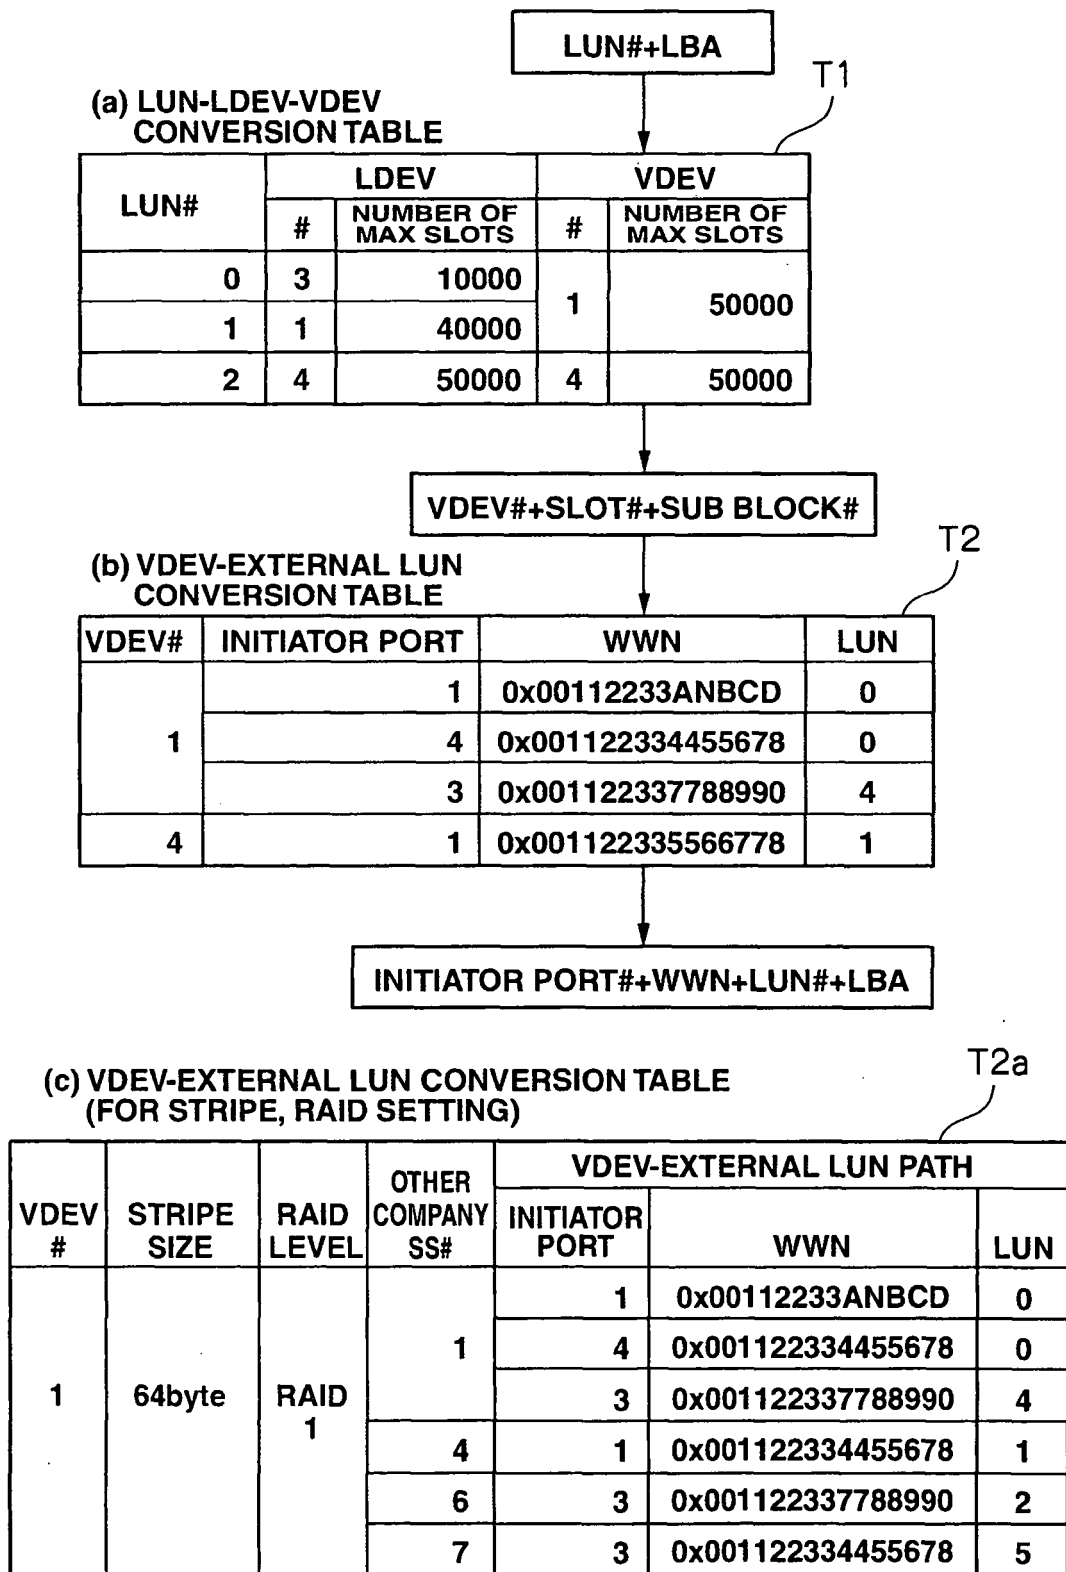 LUN#+LBA
T1
(a) LUN-LDEV-VDEV
CONVERSION TABLE
LUN# LDEV VDEV
# NUMBER OF MAX SLOTS # NUMBER OF MAX SLOTS
0 3 10000 1 50000
1 1 40000
2 4 50000 4 50000
VDEV#+SLOT#+SUB BLOCK#
T2
(b) VDEV-EXTERNAL LUN
CONVERSION TABLE
VDEV# INITIATOR PORT WWN LUN
1 1 0x00112233ANBCD 0
4 0x001122334455678 0
3 0x001122337788990 4
4 1 0x001122335566778 1
INITIATOR PORT#+WWN+LUN#+LBA
T2a
(c) VDEV-EXTERNAL LUN CONVERSION TABLE
(FOR STRIPE, RAID SETTING)
VDEV # STRIPE SIZE RAID LEVEL OTHER COMPANY SS# VDEV-EXTERNAL LUN PATH
INITIATOR PORT WWN LUN
1 64byte RAID 1 1 1 0x00112233ANBCD 0
4 0x001122334455678 0
3 0x001122337788990 4
4 1 0x001122334455678 1
6 3 0x001122337788990 2
7 3 0x001122334455678 5